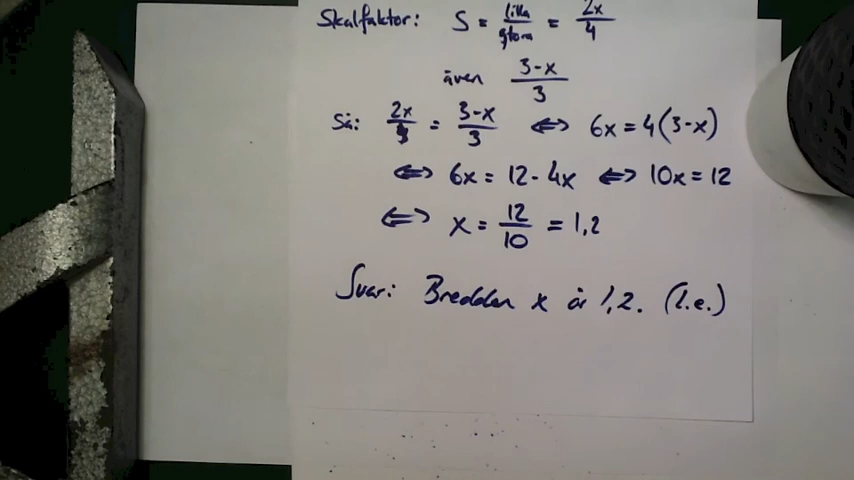 Skalfaktor: S = lilla/stora = 2x/4
även (3-x)/3
Så: 2x/4 = (3-x)/3 ⟺ 6x = 4(3-x)
⟺ 6x = 12 - 4x ⟺ 10x = 12
⟺ x = 12/10 = 1,2
Svar: Bredden x är 1,2. (l.e.)